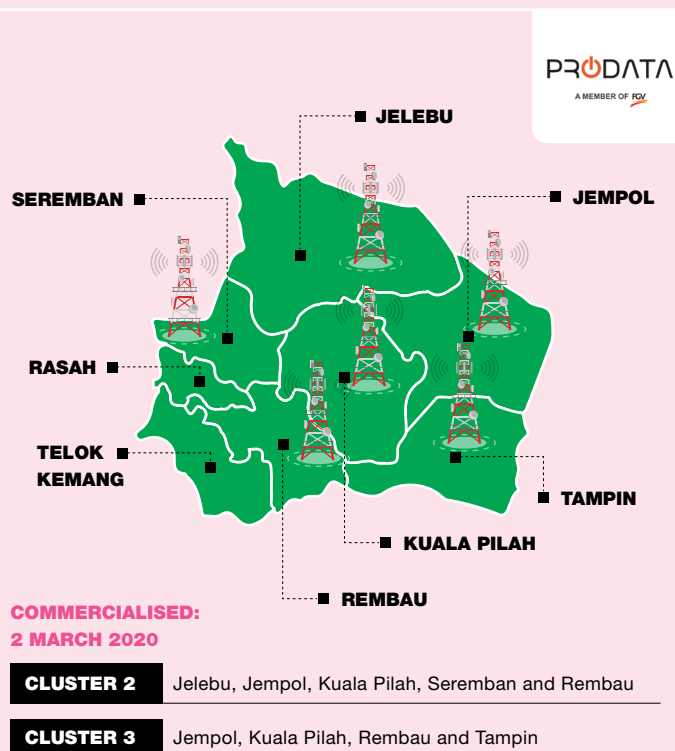 PRODATA
A MEMBER OF FGV
JELEBU
SEREMBAN
JEMPOL
RASAH
TELOK
KEMANG
TAMPIN
KUALA PILAH
REMBAU
COMMERCIALISED:
2 MARCH 2020
CLUSTER 2 Jelebu, Jempol, Kuala Pilah, Seremban and Rembau
CLUSTER 3 Jempol, Kuala Pilah, Rembau and Tampin